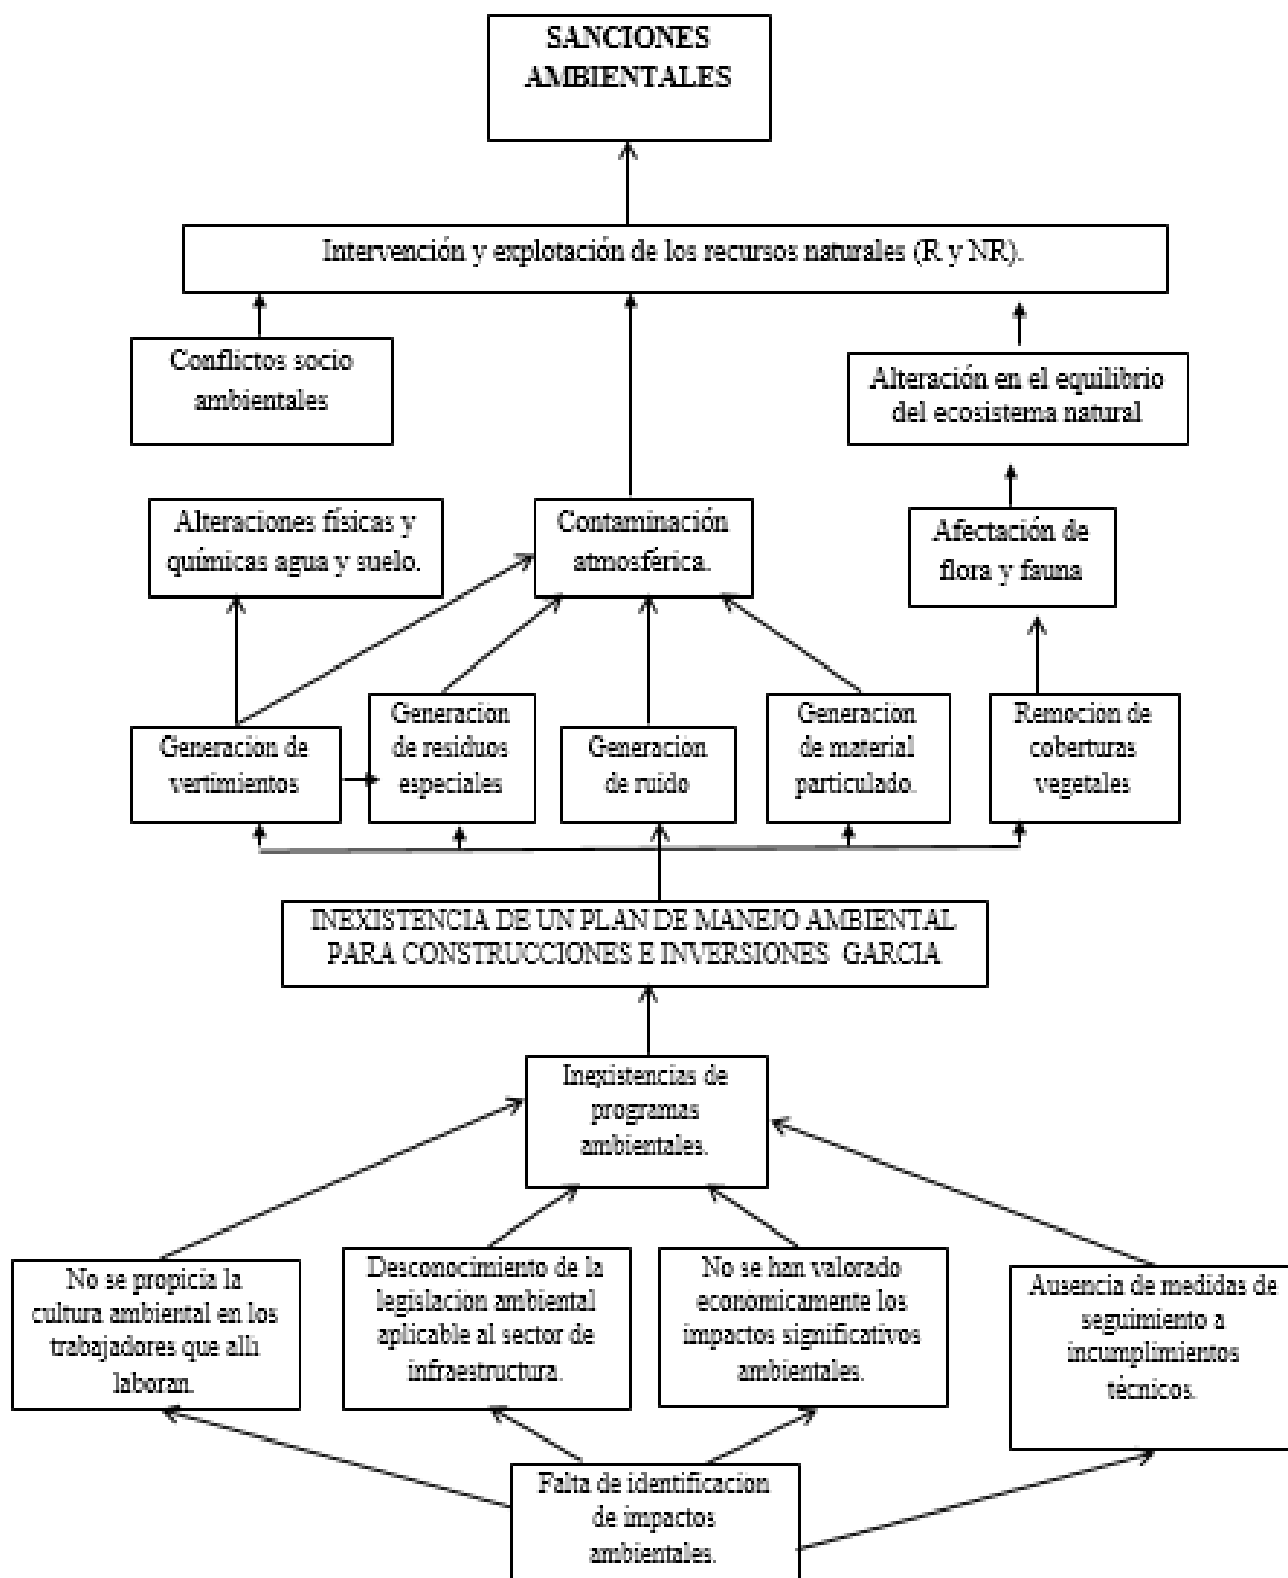 SANCIONES
AMBIENTALES
Intervención y explotación de los recursos naturales (R y NR).
Conflictos socio
ambientales
Alteración en el equilibrio
del ecosistema natural
Alteraciones físicas y
químicas agua y suelo.
Contaminación
atmosférica.
Afectación de
flora y fauna
Generacion de
vertimientos
Generacion
de residuos
especiales
Generacion
de ruido
Generacion
de material
particulado.
Remocion de
coberturas
vegetales
INEXISTENCIA DE UN PLAN DE MANEJO AMBIENTAL
PARA CONSTRUCCIONES E INVERSIONES GARCIA
Inexistencias de
programas
ambientales.
No se propicia la
cultura ambiental en los
trabajadores que alli
laboran.
Desconocimiento de la
legislacion ambiental
aplicable al sector de
infraestructura.
No se han valorado
economicamente los
impactos significativos
ambientales.
Ausencia de medidas de
seguimiento a
incumplimientos
técnicos.
Falta de identificacion
de impactos
ambientales.